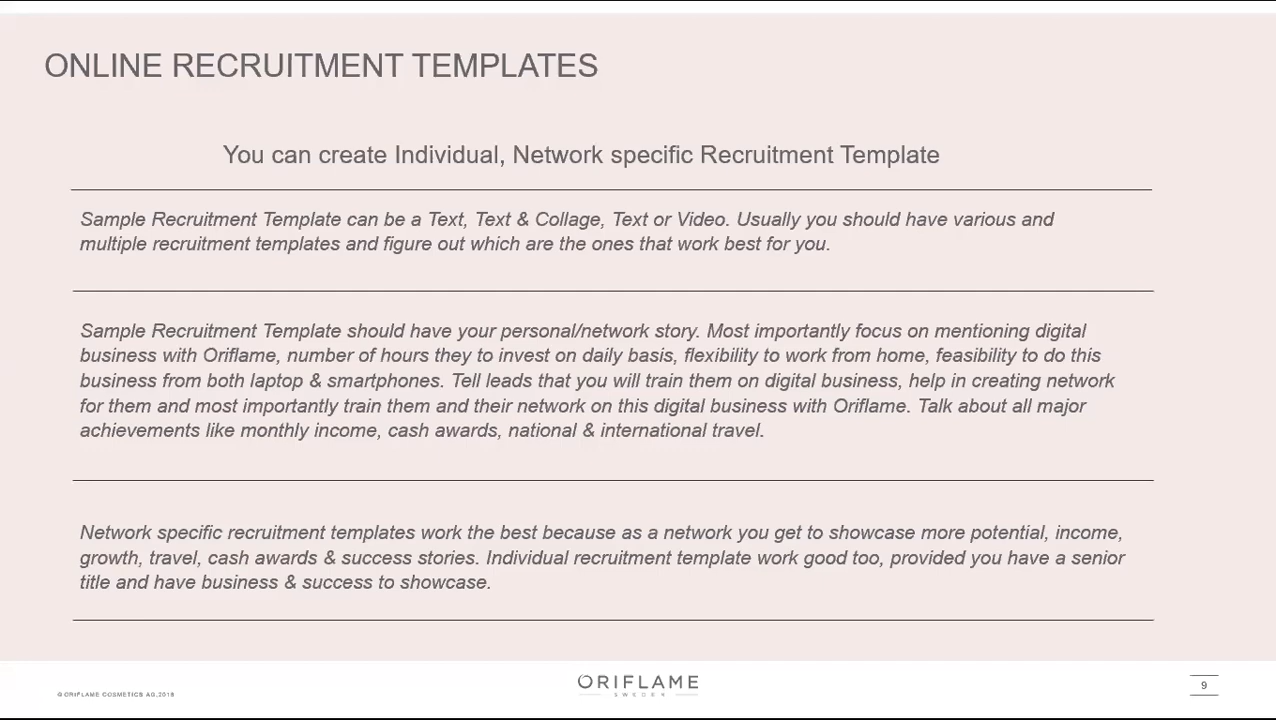 ONLINE RECRUITMENT TEMPLATES
You can create Individual, Network specific Recruitment Template
Sample Recruitment Template can be a Text, Text & Collage, Text or Video. Usually you should have various and
multiple recruitment templates and figure out which are the ones that work best for you.
Sample Recruitment Template should have your personal/network story. Most importantly focus on mentioning digital
business with Oriflame, number of hours they to invest on daily basis, flexibility to work from home, feasibility to do this
business from both laptop & smartphones. Tell leads that you will train them on digital business, help in creating network
for them and most importantly train them and their network on this digital business with Oriflame. Talk about all major
achievements like monthly income, cash awards, national & international travel.
Network specific recruitment templates work the best because as a network you get to showcase more potential, income,
growth, travel, cash awards & success stories. Individual recruitment template work good too, provided you have a senior
title and have business & success to showcase.
© ORIFLAME COSMETICS AG, 2018
ORIFLAME
SWEDEN
9